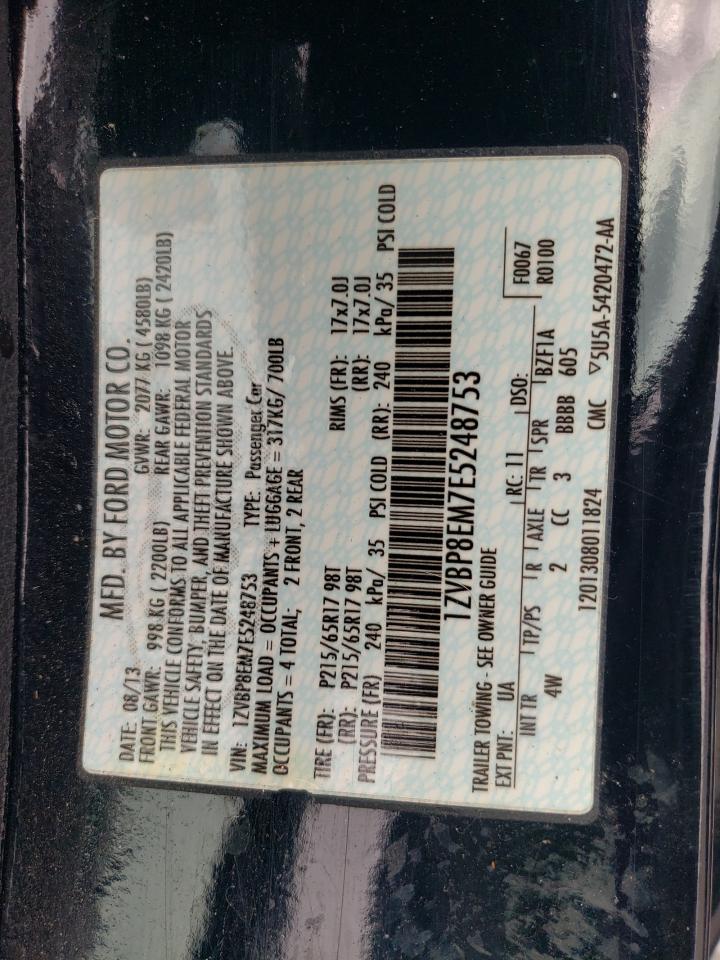 MFD. BY FORD MOTOR CO.
DATE: 08/13 GVWR: 2077 KG ( 4580LB)
FRONT GAWR: 998 KG ( 2200LB) REAR GAWR: 1098 KG ( 2420LB)
THIS VEHICLE CONFORMS TO ALL APPLICABLE FEDERAL MOTOR
VEHICLE SAFETY, BUMPER, AND THEFT PREVENTION STANDARDS
IN EFFECT ON THE DATE OF MANUFACTURE SHOWN ABOVE.
VIN: 1ZVBP8EM7E5248753 TYPE: Passenger Car
MAXIMUM LOAD = OCCUPANTS + LUGGAGE = 317KG/ 700LB
OCCUPANTS = 4 TOTAL; 2 FRONT, 2 REAR
TIRE (FR): P215/65R17 98T RIMS (FR): 17x7.0J
(RR): P215/65R17 98T (RR): 17x7.0J
PRESSURE (FR) 240 kPa/ 35 PSI COLD (RR): 240 kPa/ 35 PSI COLD
1ZVBP8EM7E5248753
TRAILER TOWING - SEE OWNER GUIDE
EXT PNT: UA RC: 11 DSO: F0067
INT TR TP/PS R AXLE TR SPR R0100
4W 2 CC 3 BBBB BZF1A
605
1201308011824 CMC ▽5U5A-5420472-AA